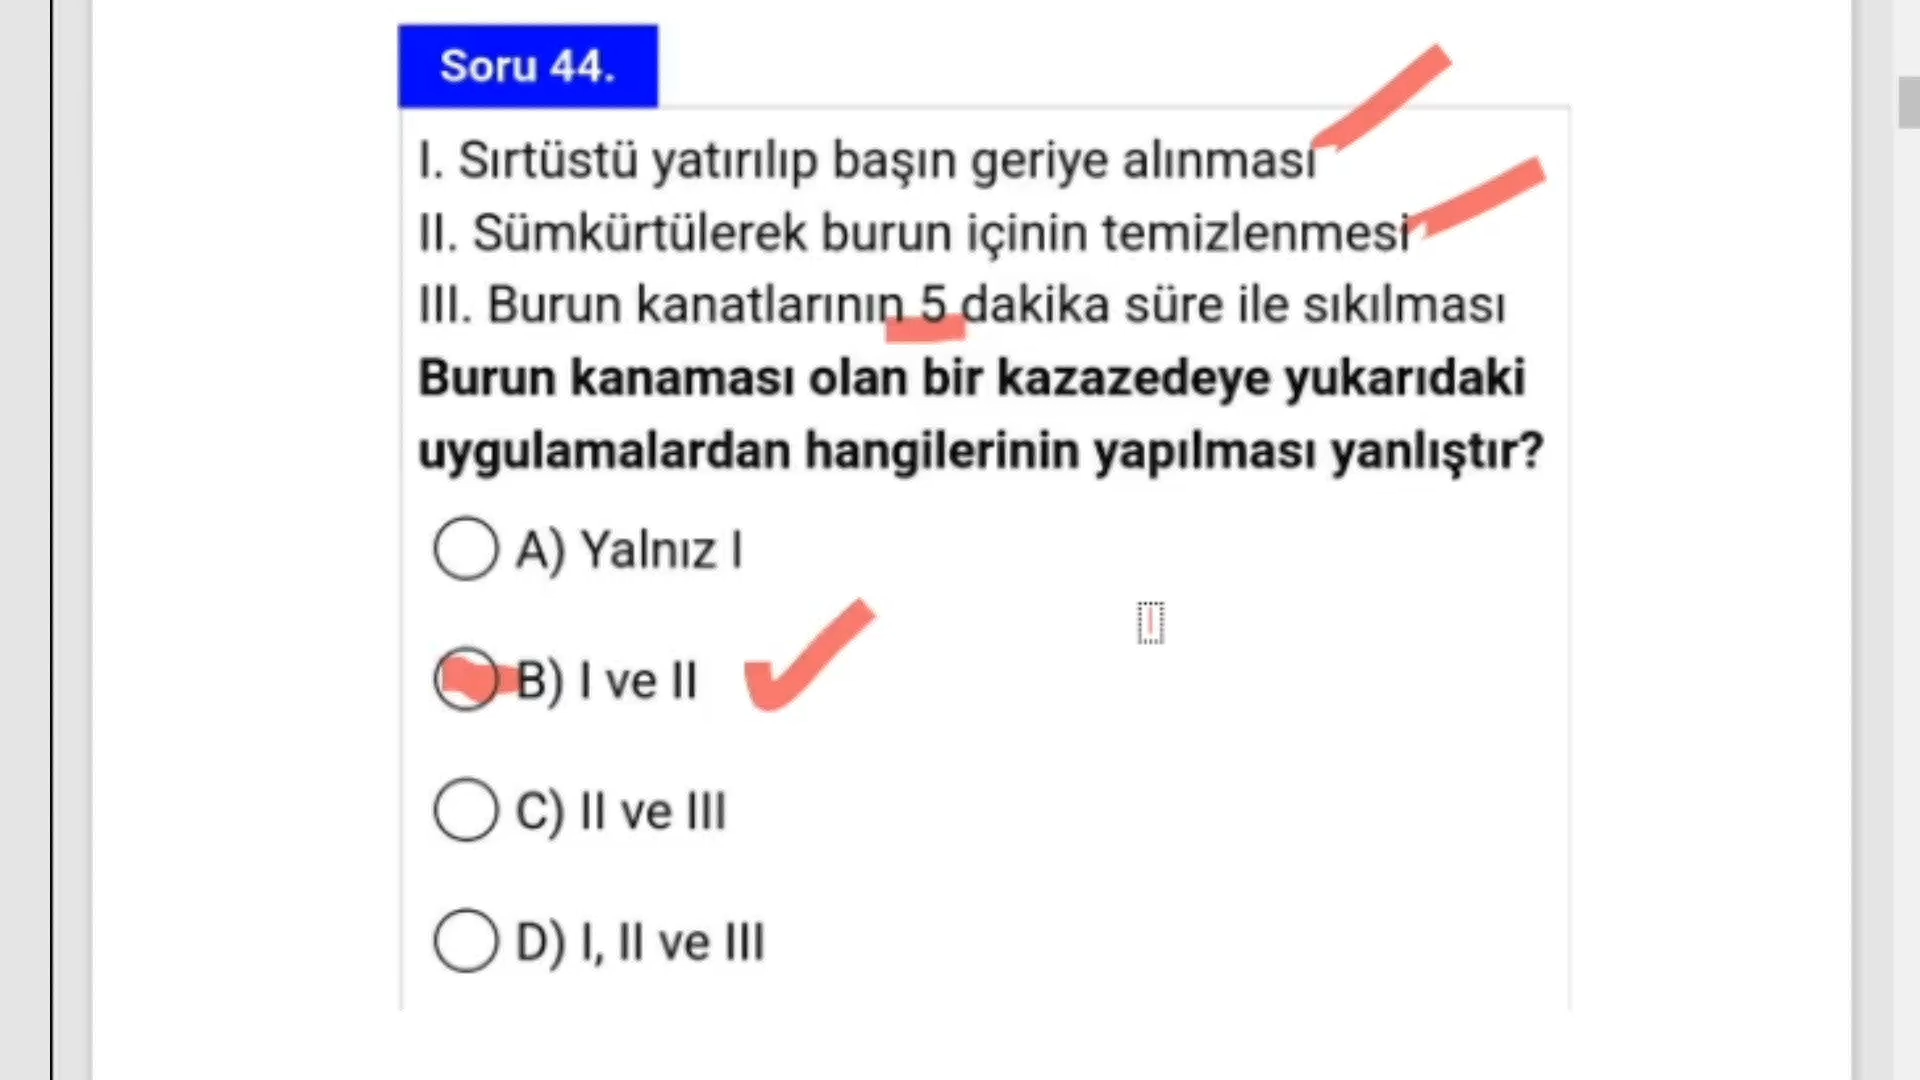 Soru 44.
I. Sırtüstü yatırılıp başın geriye alınması
II. Sümkürtülerek burun içinin temizlenmesi
III. Burun kanatlarının 5 dakika süre ile sıkılması
Burun kanaması olan bir kazazedeye yukarıdaki
uygulamalardan hangilerinin yapılması yanlıştır?
A) Yalnız I
B) I ve II
C) II ve III
D) I, II ve III